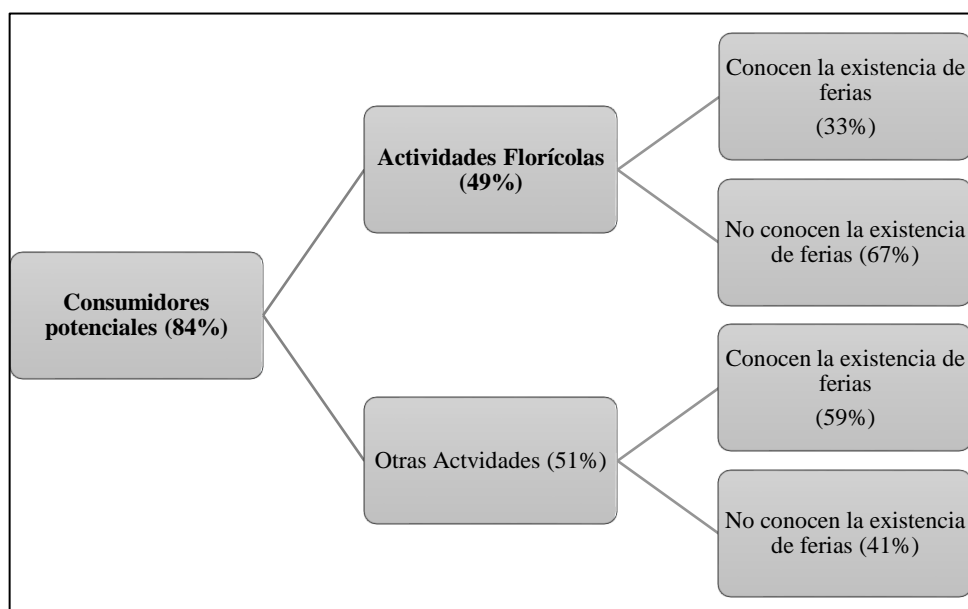 Consumidores
potenciales (84%)
Actividades Florícolas
(49%)
Conocen la existencia de
ferias
(33%)
No conocen la existencia
de ferias (67%)
Otras Actvidades (51%)
Conocen la existencia de
ferias
(59%)
No conocen la existencia
de ferias (41%)